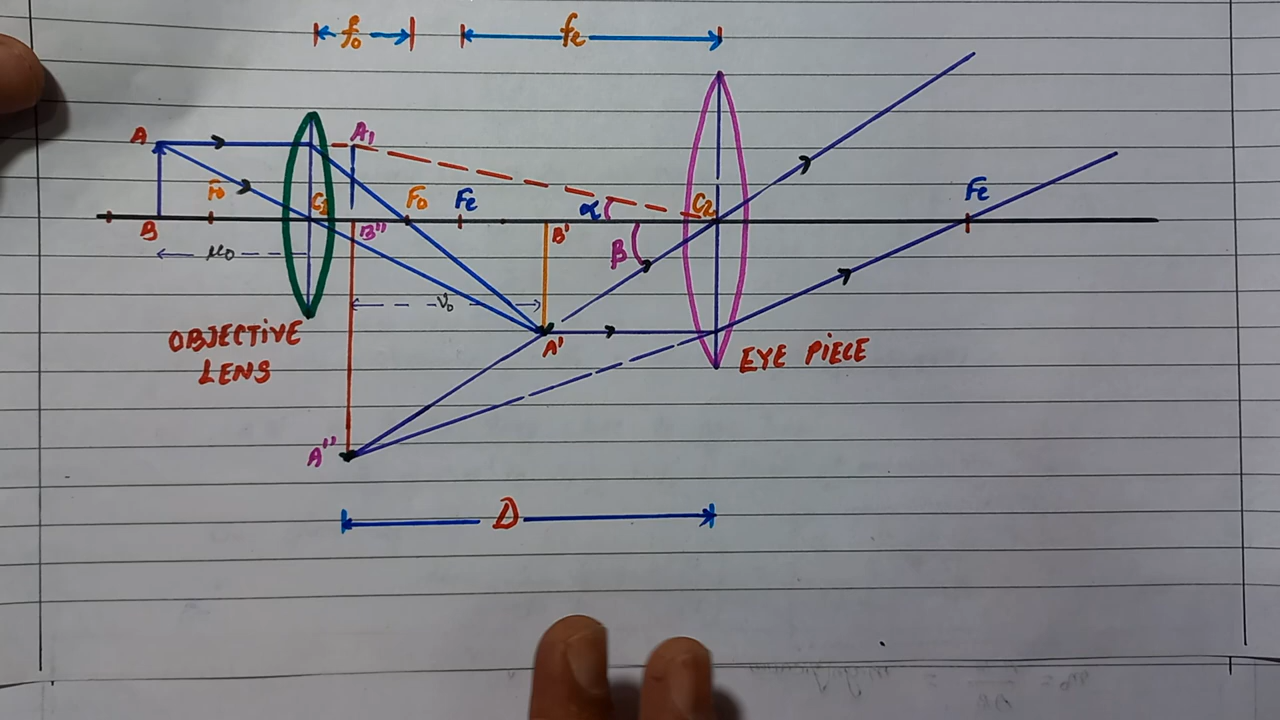 f₀ fₑ
A A₁
F₀ C₁ F₀ Fₑ α C₂ Fₑ
B B'' B' β
u₀
v₀
OBJECTIVE
LENS
A' EYE PIECE
A''
D